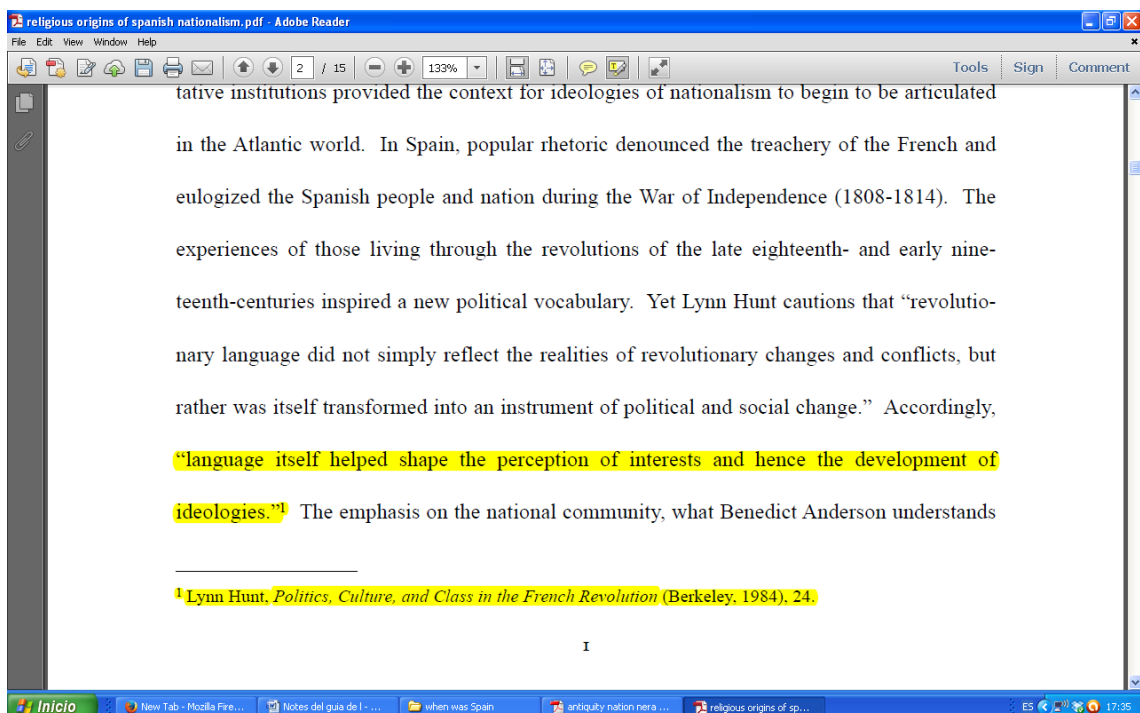 religious origins of spanish nationalism.pdf - Adobe Reader
File Edit View Window Help
2 / 15 133% Tools Sign Comment
tative institutions provided the context for ideologies of nationalism to begin to be articulated
in the Atlantic world. In Spain, popular rhetoric denounced the treachery of the French and
eulogized the Spanish people and nation during the War of Independence (1808-1814). The
experiences of those living through the revolutions of the late eighteenth- and early nine-
teenth-centuries inspired a new political vocabulary. Yet Lynn Hunt cautions that “revolutio-
nary language did not simply reflect the realities of revolutionary changes and conflicts, but
rather was itself transformed into an instrument of political and social change.” Accordingly,
“language itself helped shape the perception of interests and hence the development of
ideologies.”¹ The emphasis on the national community, what Benedict Anderson understands
¹ Lynn Hunt, Politics, Culture, and Class in the French Revolution (Berkeley, 1984), 24.
I
Inicio New Tab - Mozilla Fire... Notes del guia de l - ... when was Spain antiquity nation nera ... religious origins of sp... ES 17:35